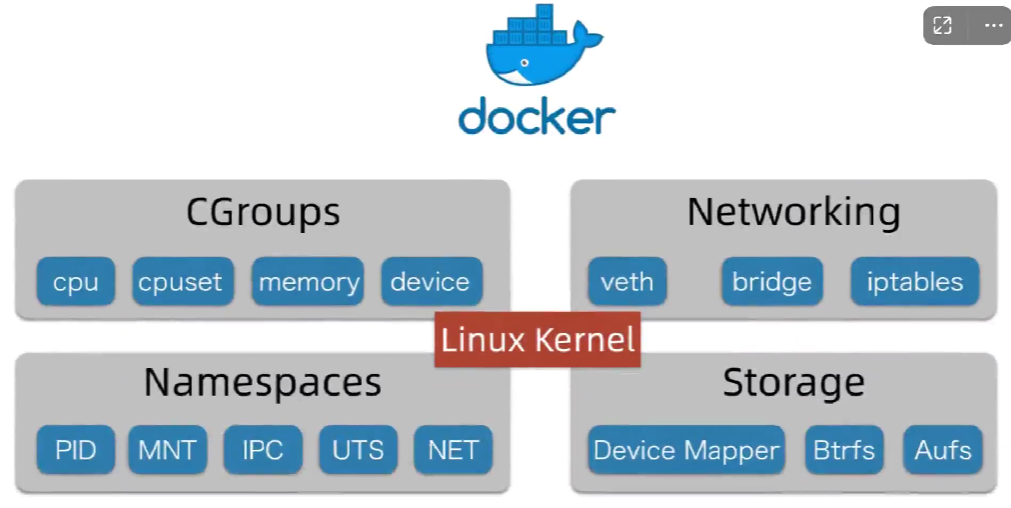 docker
CGroups
cpu cpuset memory device
Networking
veth bridge iptables
Linux Kernel
Namespaces
PID MNT IPC UTS NET
Storage
Device Mapper Btrfs Aufs